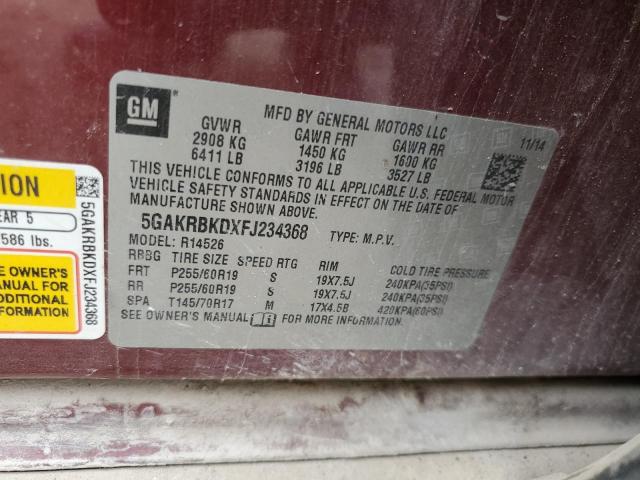 GM
MFD BY GENERAL MOTORS LLC
11/14
GVWR GAWR FRT GAWR RR
2908 KG 1450 KG 1600 KG
6411 LB 3196 LB 3527 LB
THIS VEHICLE CONFORMS TO ALL APPLICABLE U.S. FEDERAL MOTOR
VEHICLE SAFETY STANDARDS IN EFFECT ON THE DATE OF
MANUFACTURE SHOWN ABOVE.
5GAKRBKDXFJ234368 TYPE: M.P.V.
MODEL: R14526
RBBG TIRE SIZE SPEED RTG RIM COLD TIRE PRESSURE
FRT P255/60R19 S 19X7.5J 240KPA(35PSI)
RR P255/60R19 S 19X7.5J 240KPA(35PSI)
SPA T145/70R17 M 17X4.5B 420KPA(60PSI)
SEE OWNER'S MANUAL FOR MORE INFORMATION.
TION
EAR 5
586 lbs.
E OWNER'S
MANUAL FOR
ADDITIONAL
FORMATION
5GAKRBKDXFJ234368